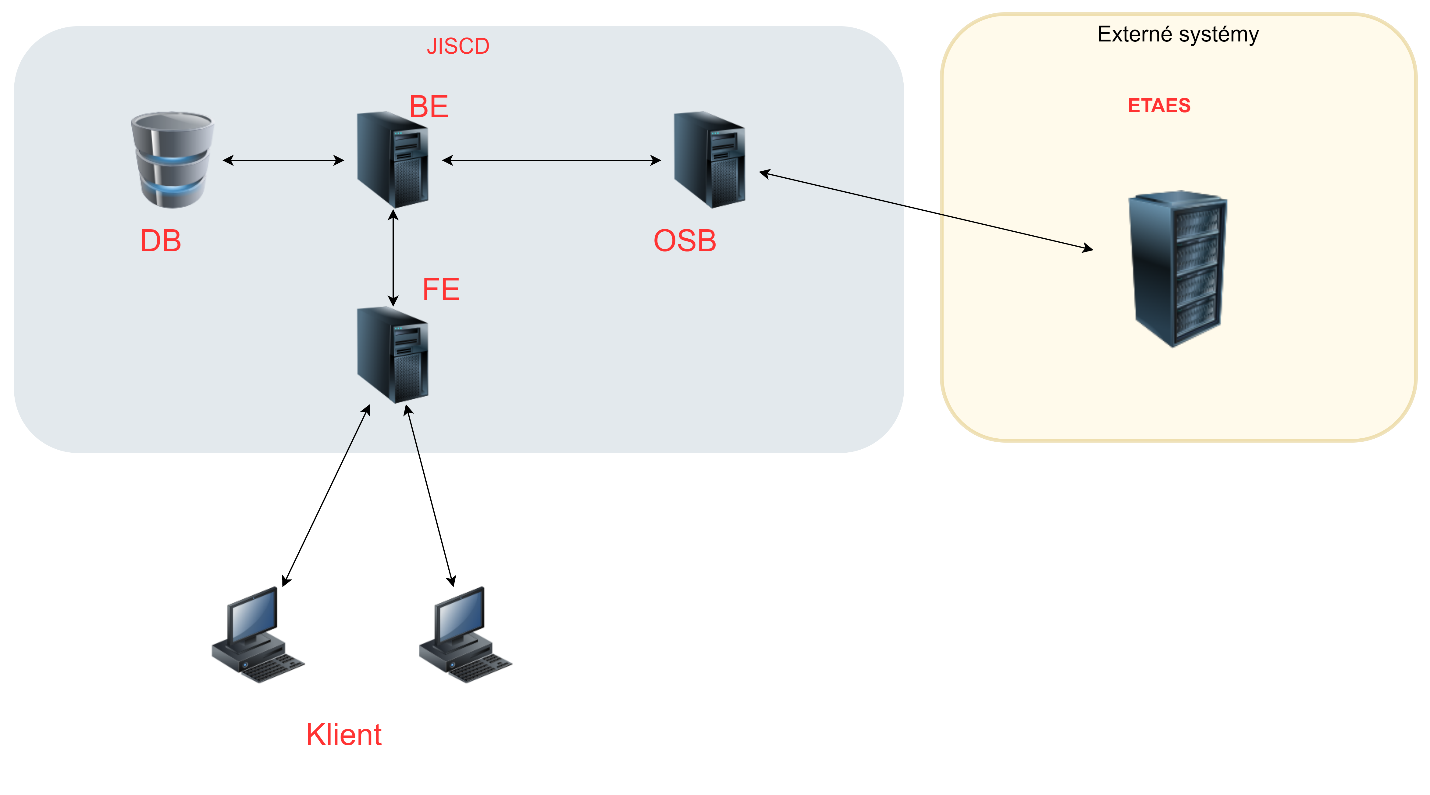 JISCD
Externé systémy
ETAES
BE
DB
OSB
FE
Klient